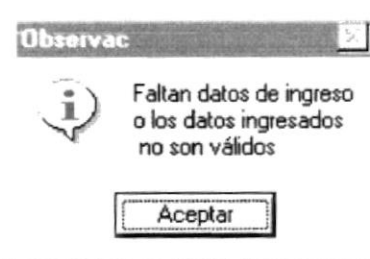 Observac
Faltan datos de ingreso
o los datos ingresados
no son válidos
Aceptar